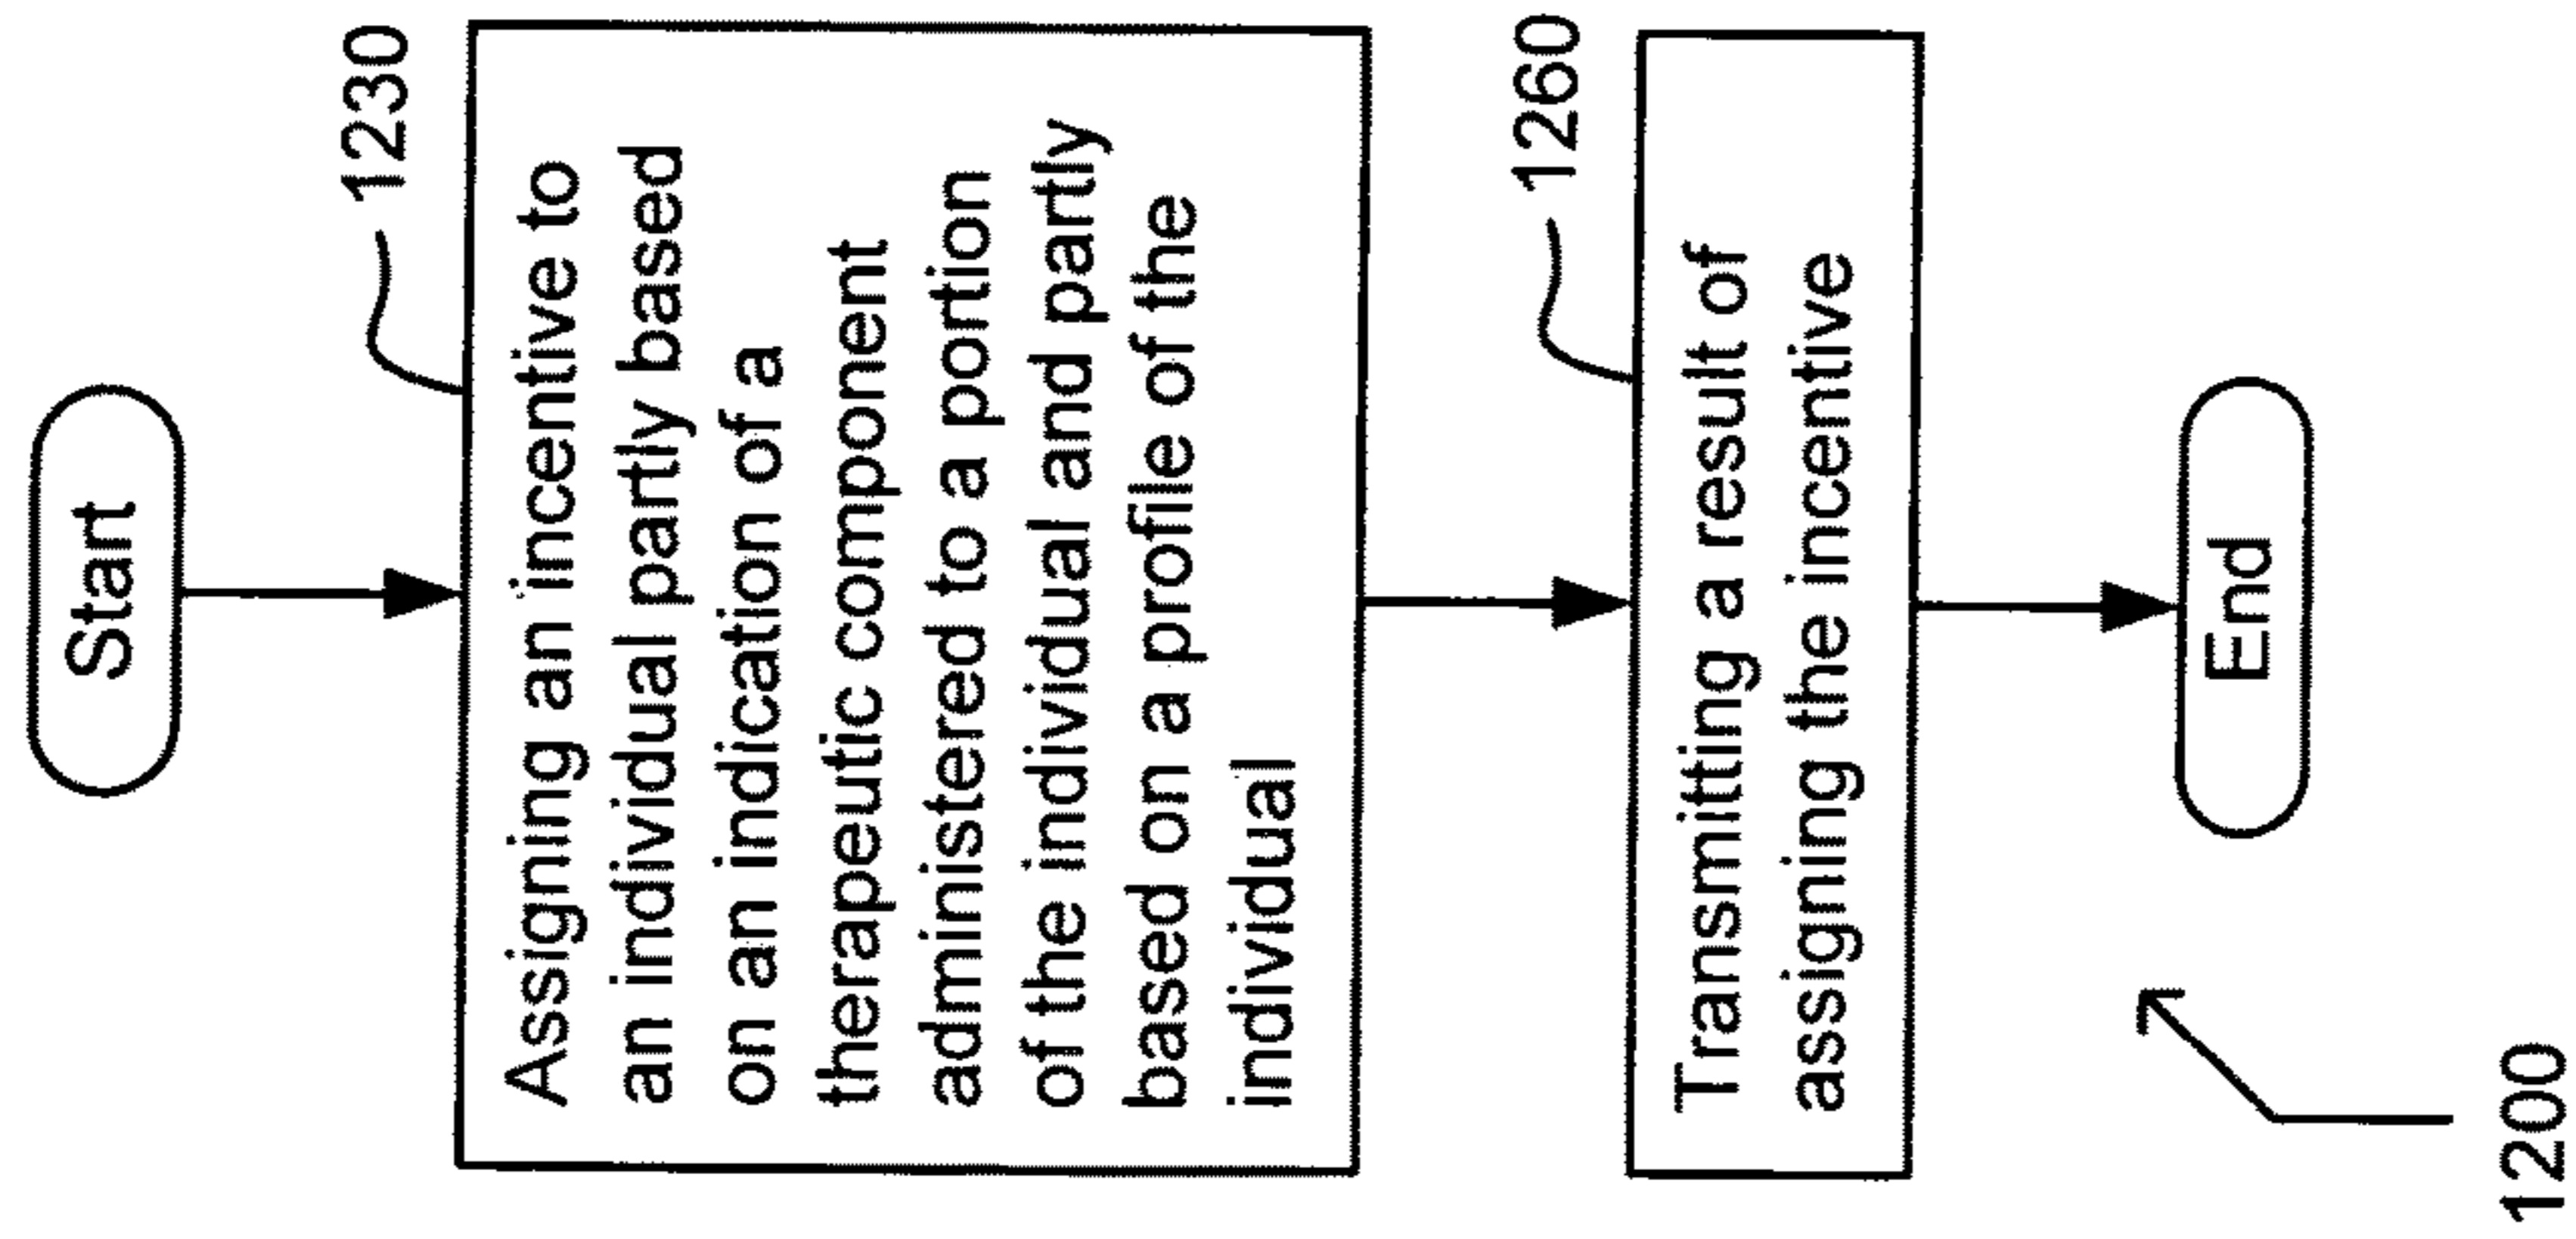 Start
1230
Assigning an incentive to
an individual partly based
on an indication of a
therapeutic component
administered to a portion
of the individual and partly
based on a profile of the
individual
1260
Transmitting a result of
assigning the incentive
End
1200